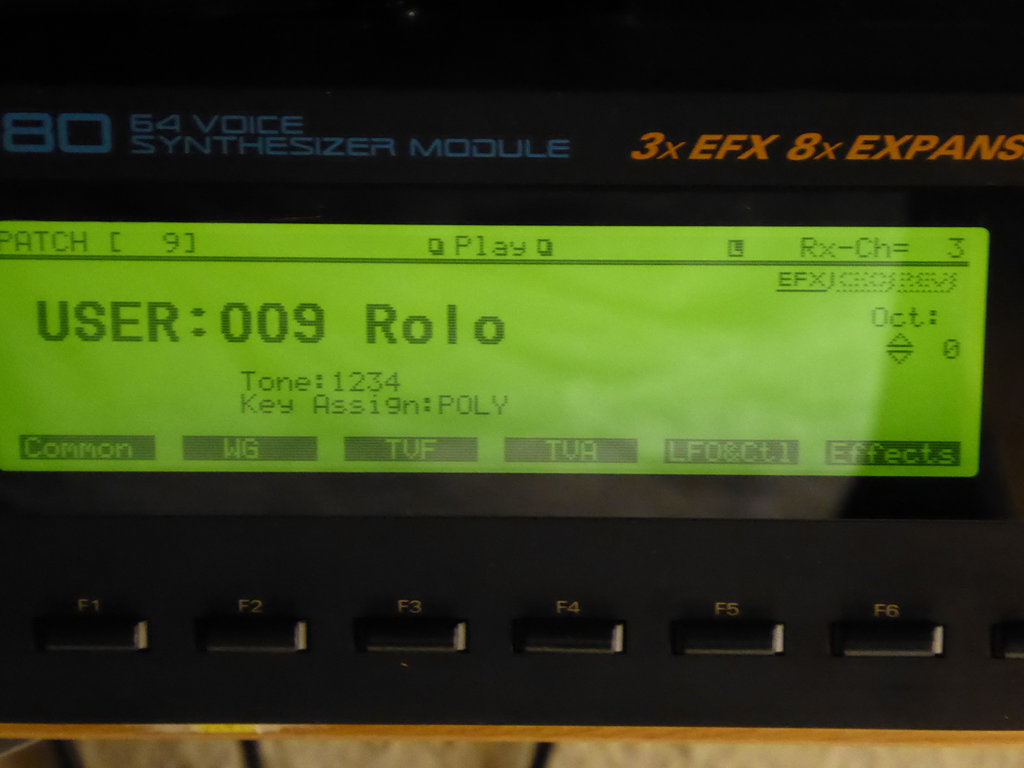 80 64 VOICE
SYNTHESIZER MODULE
3x EFX 8x EXPANS
PATCH [ 9] Play L Rx-Ch= 3
EFX
USER:009 Rolo
Oct:
0
Tone:1234
Key Assign:POLY
Common WG TVF TVA LFO&Ctl Effects
F1 F2 F3 F4 F5 F6